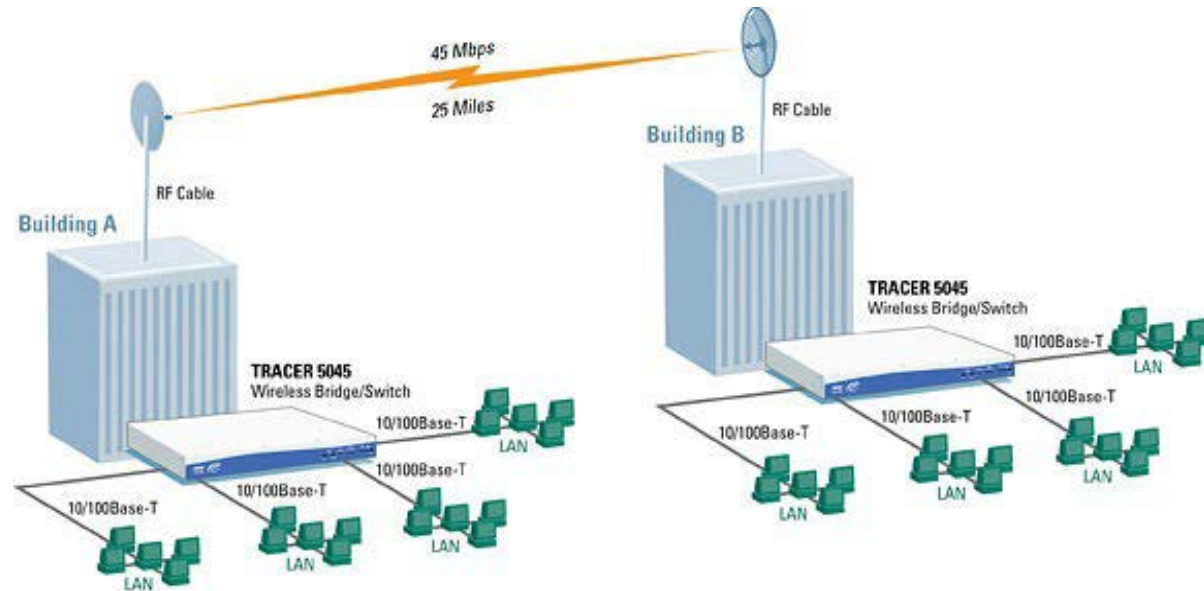 45 Mbps
25 Miles
RF Cable
Building A
TRACER 5045
Wireless Bridge/Switch
10/100Base-T
LAN
10/100Base-T
LAN
10/100Base-T
LAN
10/100Base-T
LAN
RF Cable
Building B
TRACER 5045
Wireless Bridge/Switch
10/100Base-T
LAN
10/100Base-T
LAN
10/100Base-T
LAN
10/100Base-T
LAN